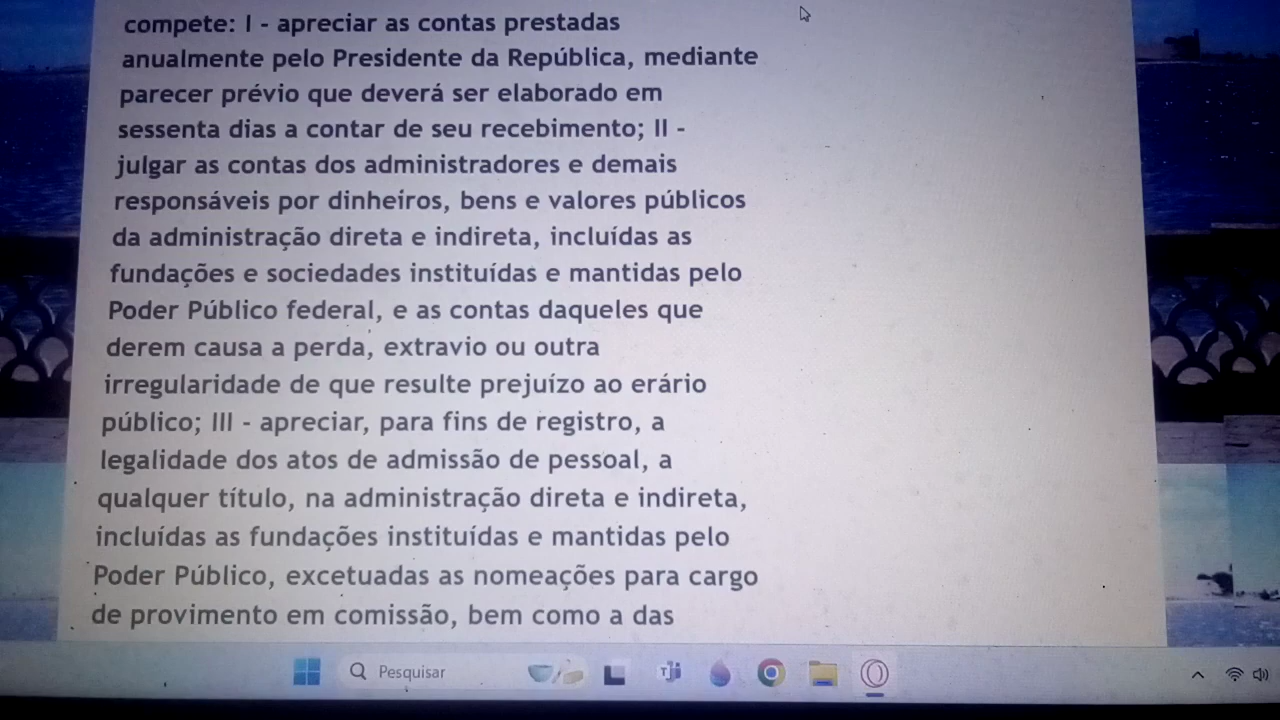 compete: I - apreciar as contas prestadas
anualmente pelo Presidente da República, mediante
parecer prévio que deverá ser elaborado em
sessenta dias a contar de seu recebimento; II -
julgar as contas dos administradores e demais
responsáveis por dinheiros, bens e valores públicos
da administração direta e indireta, incluídas as
fundações e sociedades instituídas e mantidas pelo
Poder Público federal, e as contas daqueles que
derem causa a perda, extravio ou outra
irregularidade de que resulte prejuízo ao erário
público; III - apreciar, para fins de registro, a
legalidade dos atos de admissão de pessoal, a
qualquer título, na administração direta e indireta,
incluídas as fundações instituídas e mantidas pelo
Poder Público, excetuadas as nomeações para cargo
de provimento em comissão, bem como a das
Pesquisar